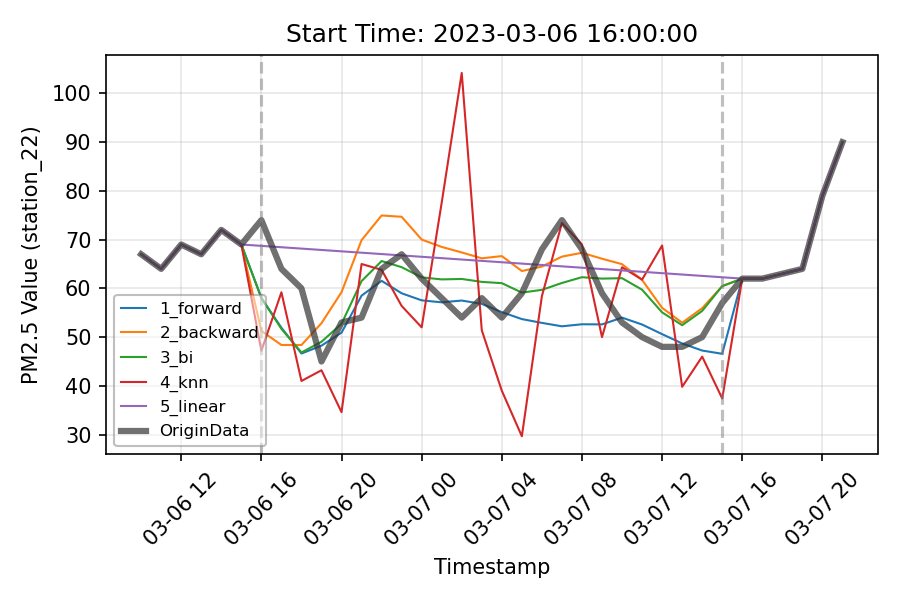 Start Time: 2023-03-06 16:00:00
PM2.5 Value (station_22)
100
90
80
70
60
50
40
30
1_forward
2_backward
3_bi
4_knn
5_linear
OriginData
03-06 12
03-06 16
03-06 20
03-07 00
03-07 04
03-07 08
03-07 12
03-07 16
03-07 20
Timestamp